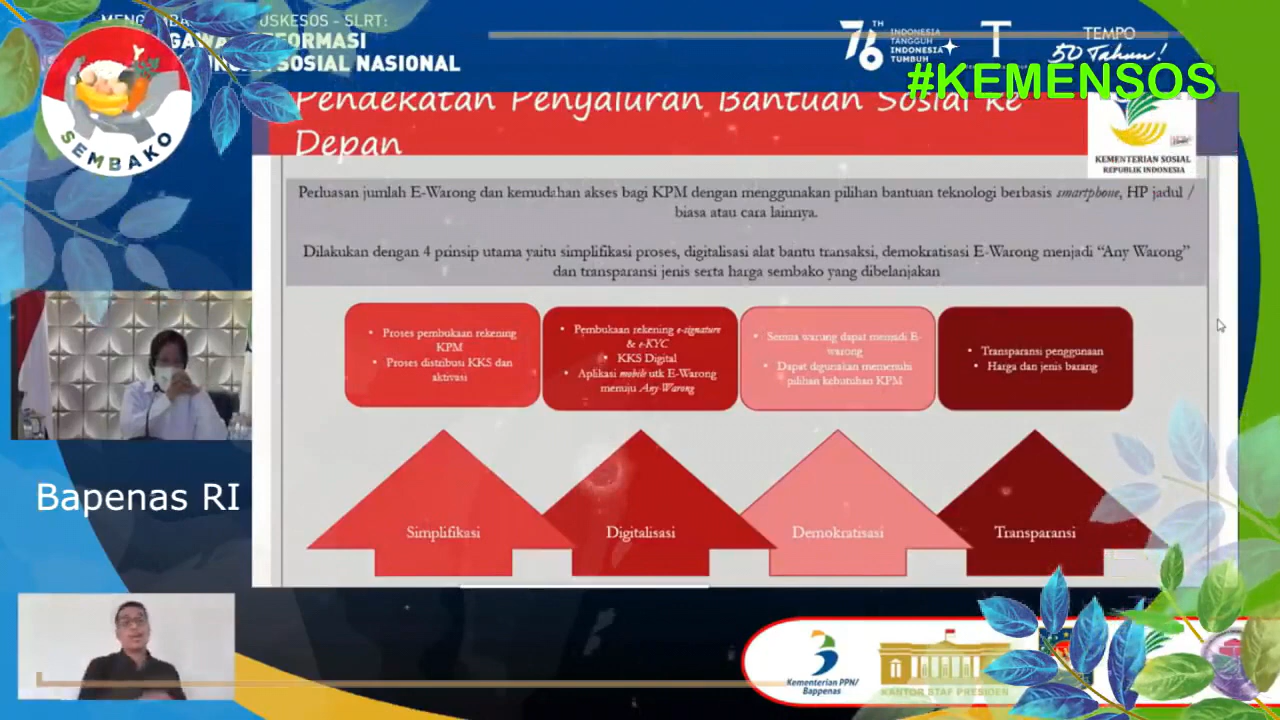 PUSKESOS - SLRT:
SOSIAL NASIONAL
76TH
INDONESIA
TANGGUH
INDONESIA
TUMBUH
T
TEMPO
50 Tahun!
#KEMENSOS
SEMBAKO
Pendekatan Penyaluran Bantuan Sosial ke
Depan
KEMENTERIAN SOSIAL
REPUBLIK INDONESIA
Perluasan jumlah E-Warong dan kemudahan akses bagi KPM dengan menggunakan pilihan bantuan teknologi berbasis smartphone, HP jadul /
biasa atau cara lainnya.
Dilakukan dengan 4 prinsip utama yaitu simplifikasi proses, digitalisasi alat bantu transaksi, demokratisasi E-Warong menjadi “Any Warong”
dan transparansi jenis serta harga sembako yang dibelanjakan
• Proses pembukaan rekening
KPM
• Proses distribusi KKS dan
aktivasi
• Pembukaan rekening e-signature
& e-KYC
• KKS Digital
• Aplikasi mobile utk E-Warong
menuju Any-Warong
• Semua warung dapat menjadi E-
warong
• Dapat digunakan memenuhi
pilihan kebutuhan KPM
• Transparansi penggunaan
• Harga dan jenis barang
Simplifikasi
Digitalisasi
Demokratisasi
Transparansi
Bapenas RI
Kementerian PPN/
Bappenas
KANTOR STAF PRESIDEN